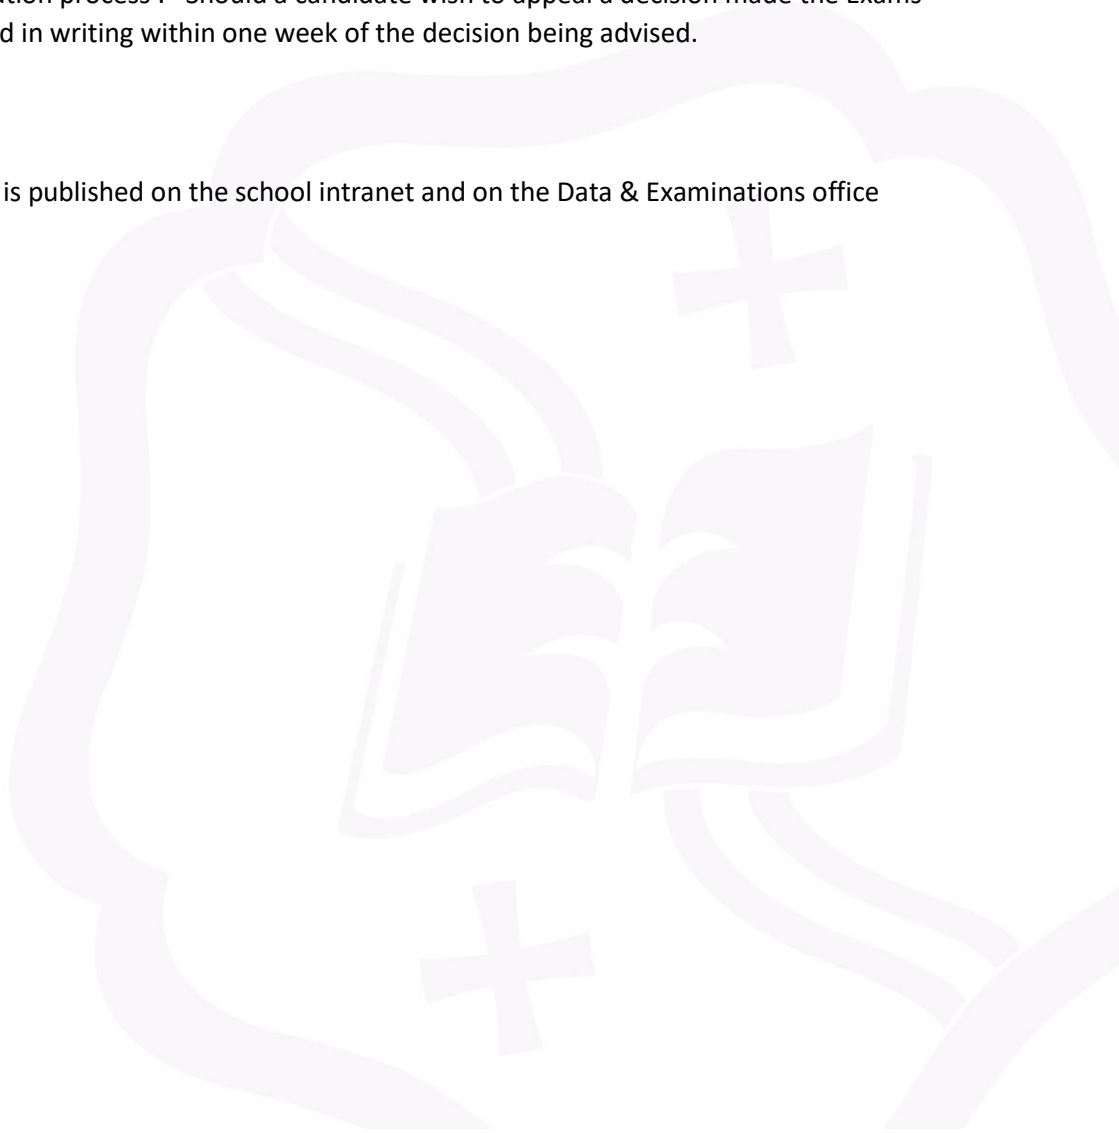 ation process . Should a candidate wish to appeal a decision made the Exams
d in writing within one week of the decision being advised.
is published on the school intranet and on the Data & Examinations office